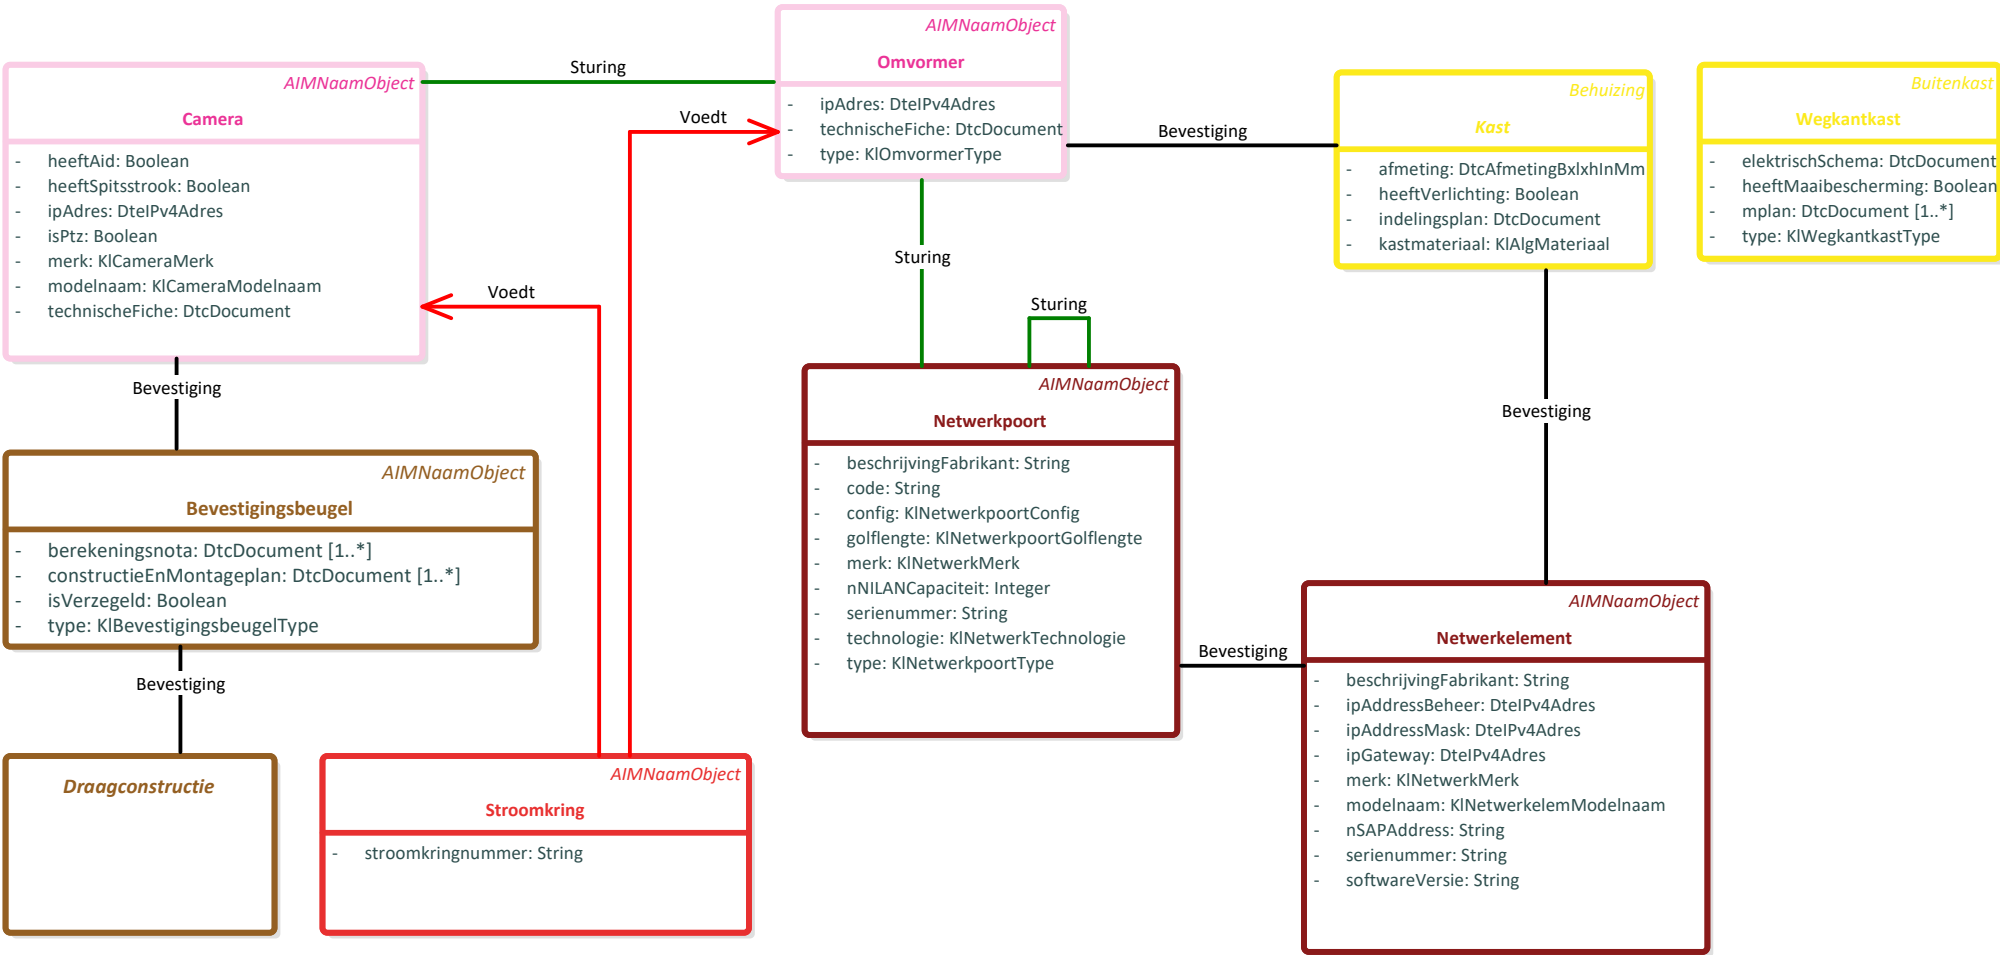 AIMNaamObject
Camera
- heeftAid: Boolean
- heeftSpitsstrook: Boolean
- ipAdres: DteIPv4Adres
- isPtz: Boolean
- merk: KlCameraMerk
- modelnaam: KlCameraModelnaam
- technischeFiche: DtcDocument
Sturing
AIMNaamObject
Omvormer
- ipAdres: DteIPv4Adres
- technischeFiche: DtcDocument
- type: KlOmvormerType
Voedt
Voedt
Bevestiging
Behuizing
Kast
- afmeting: DtcAfmetingBxlxhInMm
- heeftVerlichting: Boolean
- indelingsplan: DtcDocument
- kastmateriaal: KlAlgMateriaal
Buitenkast
Wegkantkast
- elektrischSchema: DtcDocument
- heeftMaaibescherming: Boolean
- mplan: DtcDocument [1..*]
- type: KlWegkantkastType
Sturing
Sturing
Bevestiging
Bevestiging
AIMNaamObject
Bevestigingsbeugel
- berekeningsnota: DtcDocument [1..*]
- constructieEnMontageplan: DtcDocument [1..*]
- isVerzegeld: Boolean
- type: KlBevestigingsbeugelType
Bevestiging
AIMNaamObject
Netwerkpoort
- beschrijvingFabrikant: String
- code: String
- config: KlNetwerkpoortConfig
- golflengte: KlNetwerkpoortGolflengte
- merk: KlNetwerkMerk
- nNILANCapaciteit: Integer
- serienummer: String
- technologie: KlNetwerkTechnologie
- type: KlNetwerkpoortType
Bevestiging
AIMNaamObject
Netwerkelement
- beschrijvingFabrikant: String
- ipAddressBeheer: DteIPv4Adres
- ipAddressMask: DteIPv4Adres
- ipGateway: DteIPv4Adres
- merk: KlNetwerkMerk
- modelnaam: KlNetwerkelemModelnaam
- nSAPAddress: String
- serienummer: String
- softwareVersie: String
Draagconstructie
AIMNaamObject
Stroomkring
- stroomkringnummer: String